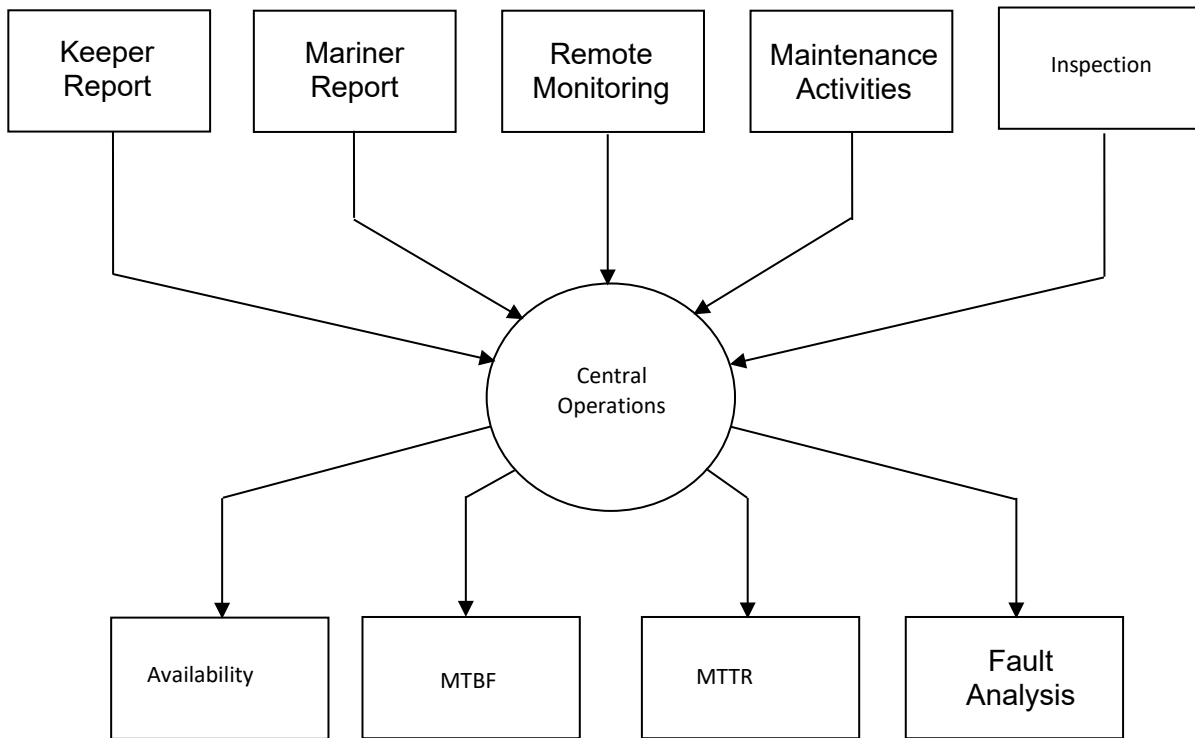 Keeper
Report
Mariner
Report
Remote
Monitoring
Maintenance
Activities
Inspection
Central
Operations
Availability
MTBF
MTTR
Fault
Analysis